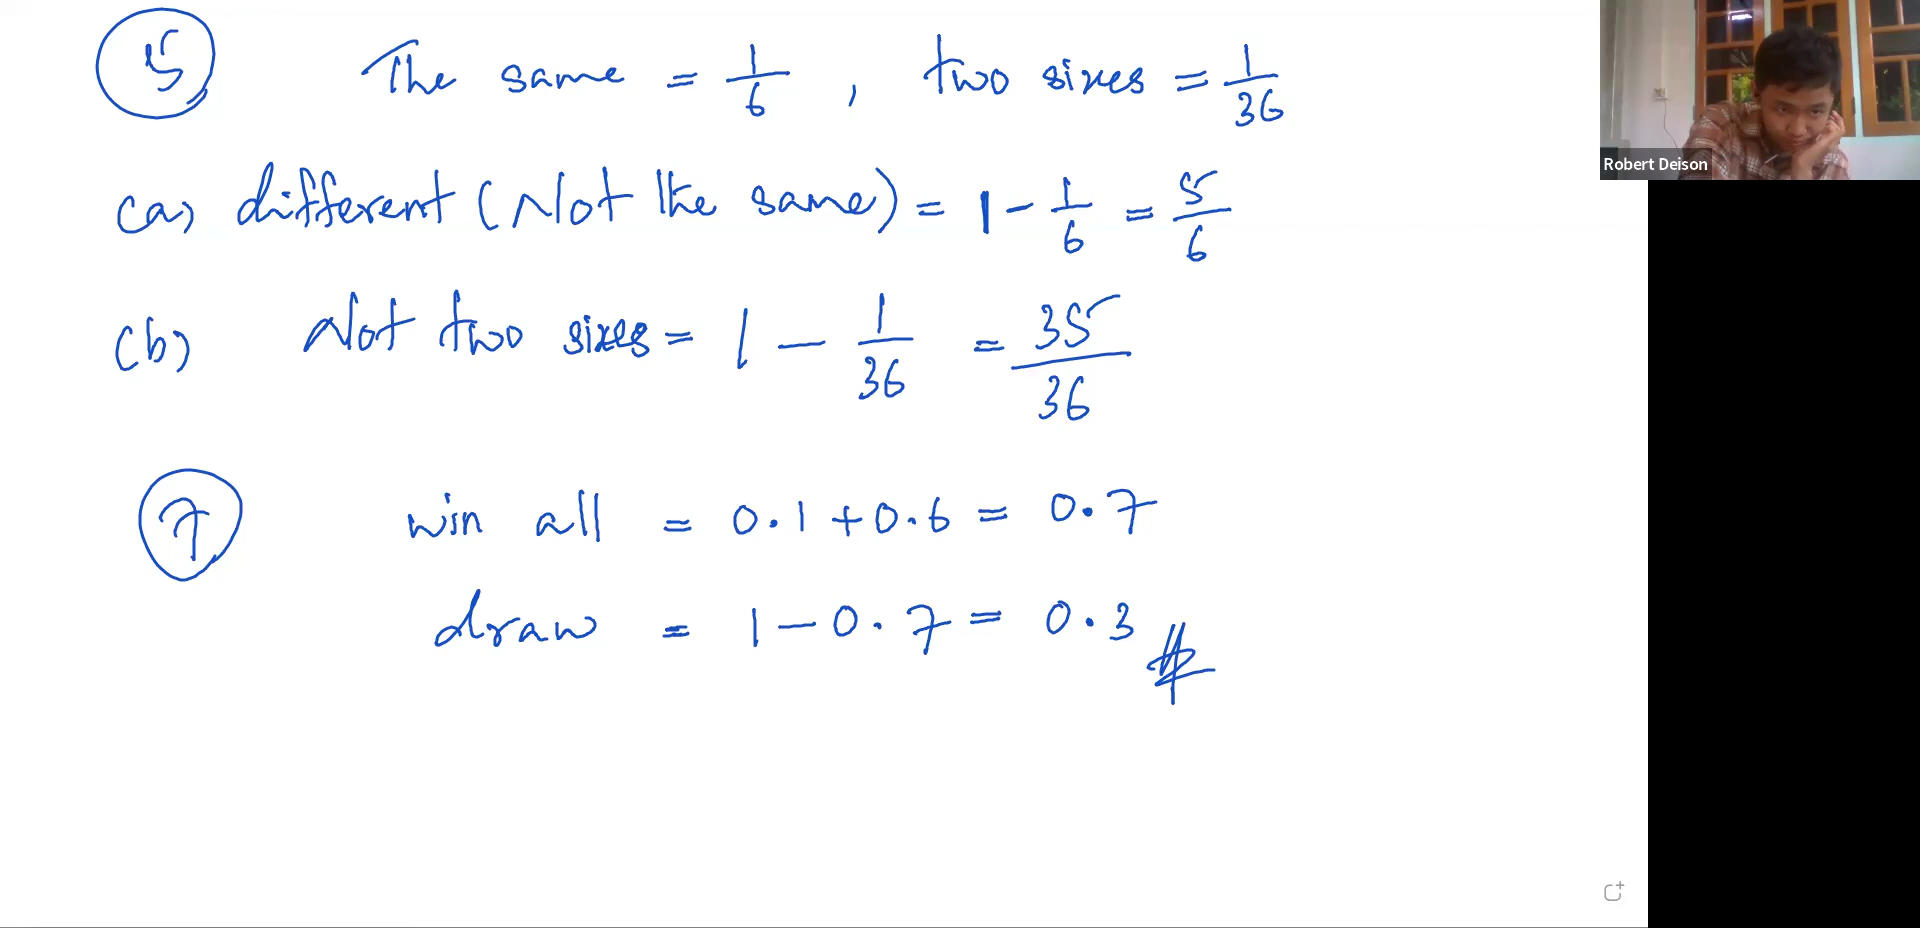 5 The same = 1/6 , two sixes = 1/36
(a) different (Not the same) = 1 - 1/6 = 5/6
(b) Not two sixes = 1 - 1/36 = 35/36
7 win all = 0.1 + 0.6 = 0.7
draw = 1 - 0.7 = 0.3
Robert Deison